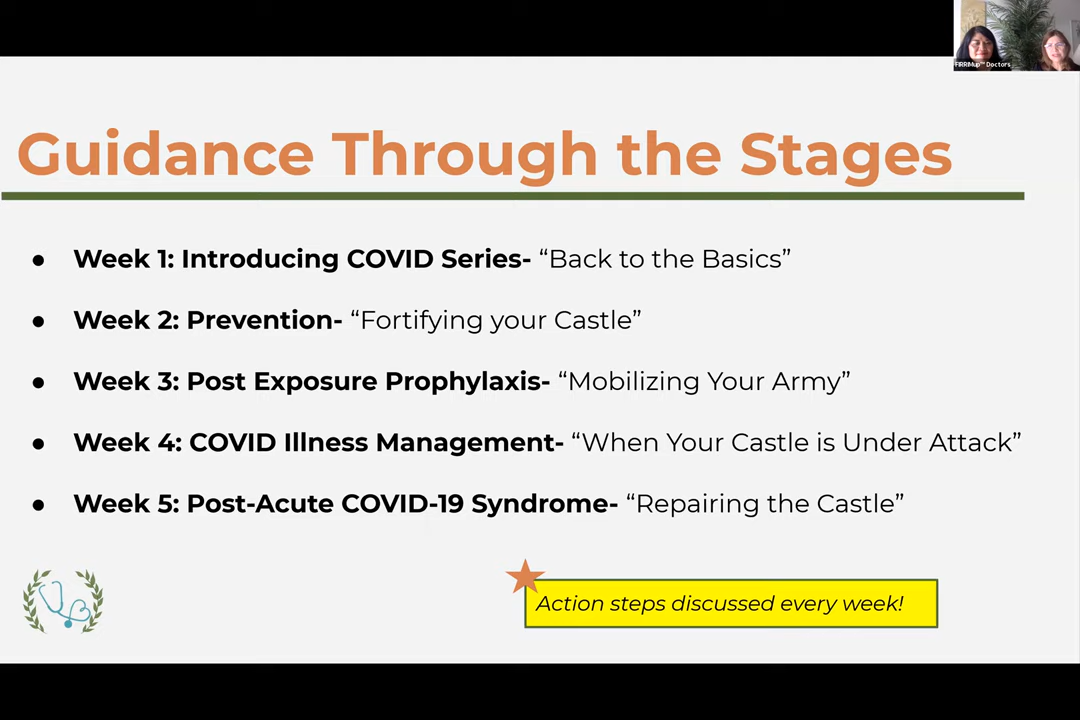 FIRRIMup™ Doctors
Guidance Through the Stages
● Week 1: Introducing COVID Series- “Back to the Basics”
● Week 2: Prevention- “Fortifying your Castle”
● Week 3: Post Exposure Prophylaxis- “Mobilizing Your Army”
● Week 4: COVID Illness Management- “When Your Castle is Under Attack”
● Week 5: Post-Acute COVID-19 Syndrome- “Repairing the Castle”
Action steps discussed every week!